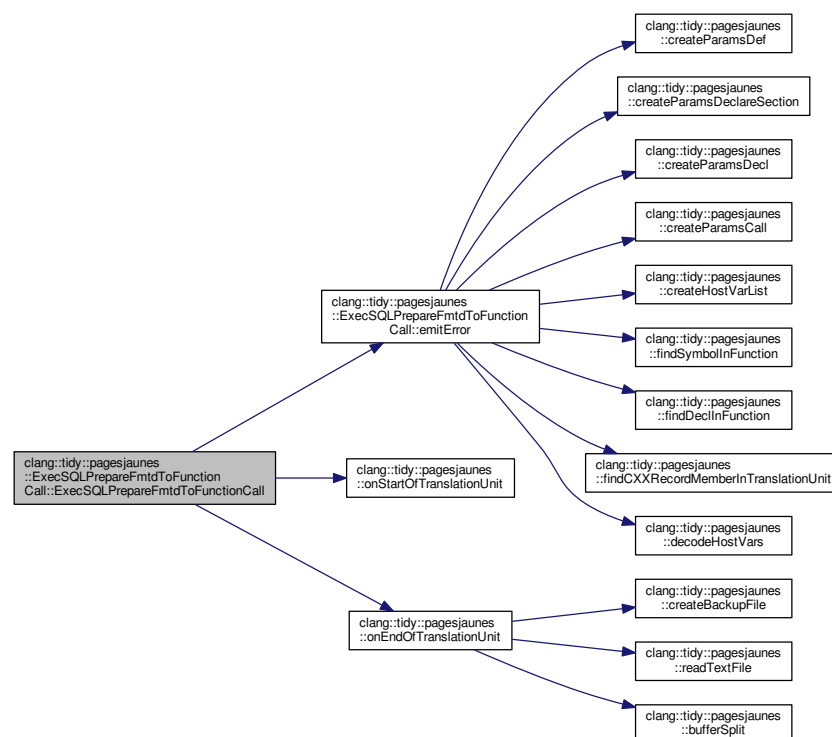 clang::tidy::pagesjaunes
::createParamsDef
clang::tidy::pagesjaunes
::createParamsDeclareSection
clang::tidy::pagesjaunes
::createParamsDecl
clang::tidy::pagesjaunes
::createParamsCall
clang::tidy::pagesjaunes
::createHostVarList
clang::tidy::pagesjaunes
::ExecSQLPrepareFmtdToFunction
Call::emitError
clang::tidy::pagesjaunes
::findSymbolInFunction
clang::tidy::pagesjaunes
::findDeclInFunction
clang::tidy::pagesjaunes
::ExecSQLPrepareFmtdToFunction
Call::ExecSQLPrepareFmtdToFunctionCall
clang::tidy::pagesjaunes
::onStartOfTranslationUnit
clang::tidy::pagesjaunes
::findCXXRecordMemberInTranslationUnit
clang::tidy::pagesjaunes
::decodeHostVars
clang::tidy::pagesjaunes
::onEndOfTranslationUnit
clang::tidy::pagesjaunes
::createBackupFile
clang::tidy::pagesjaunes
::readTextFile
clang::tidy::pagesjaunes
::bufferSplit